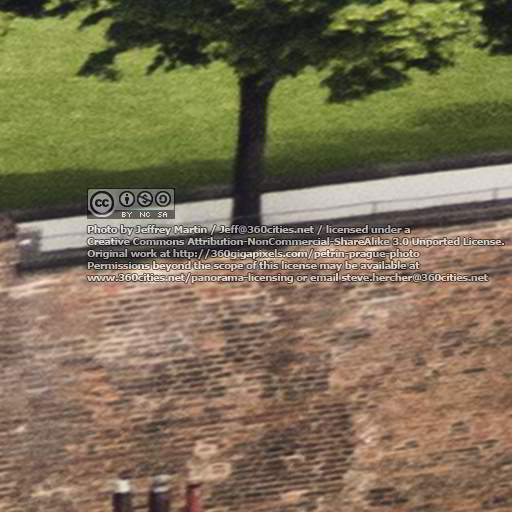 cc BY NC SA
Photo by Jeffrey Martin / Jeff@360cities.net / licensed under a
Creative Commons Attribution-NonCommercial-ShareAlike 3.0 Unported License.
Original work at http://360gigapixels.com/petrin-prague-photo
Permissions beyond the scope of this license may be available at
www.360cities.net/panorama-licensing or email steve.hercher@360cities.net